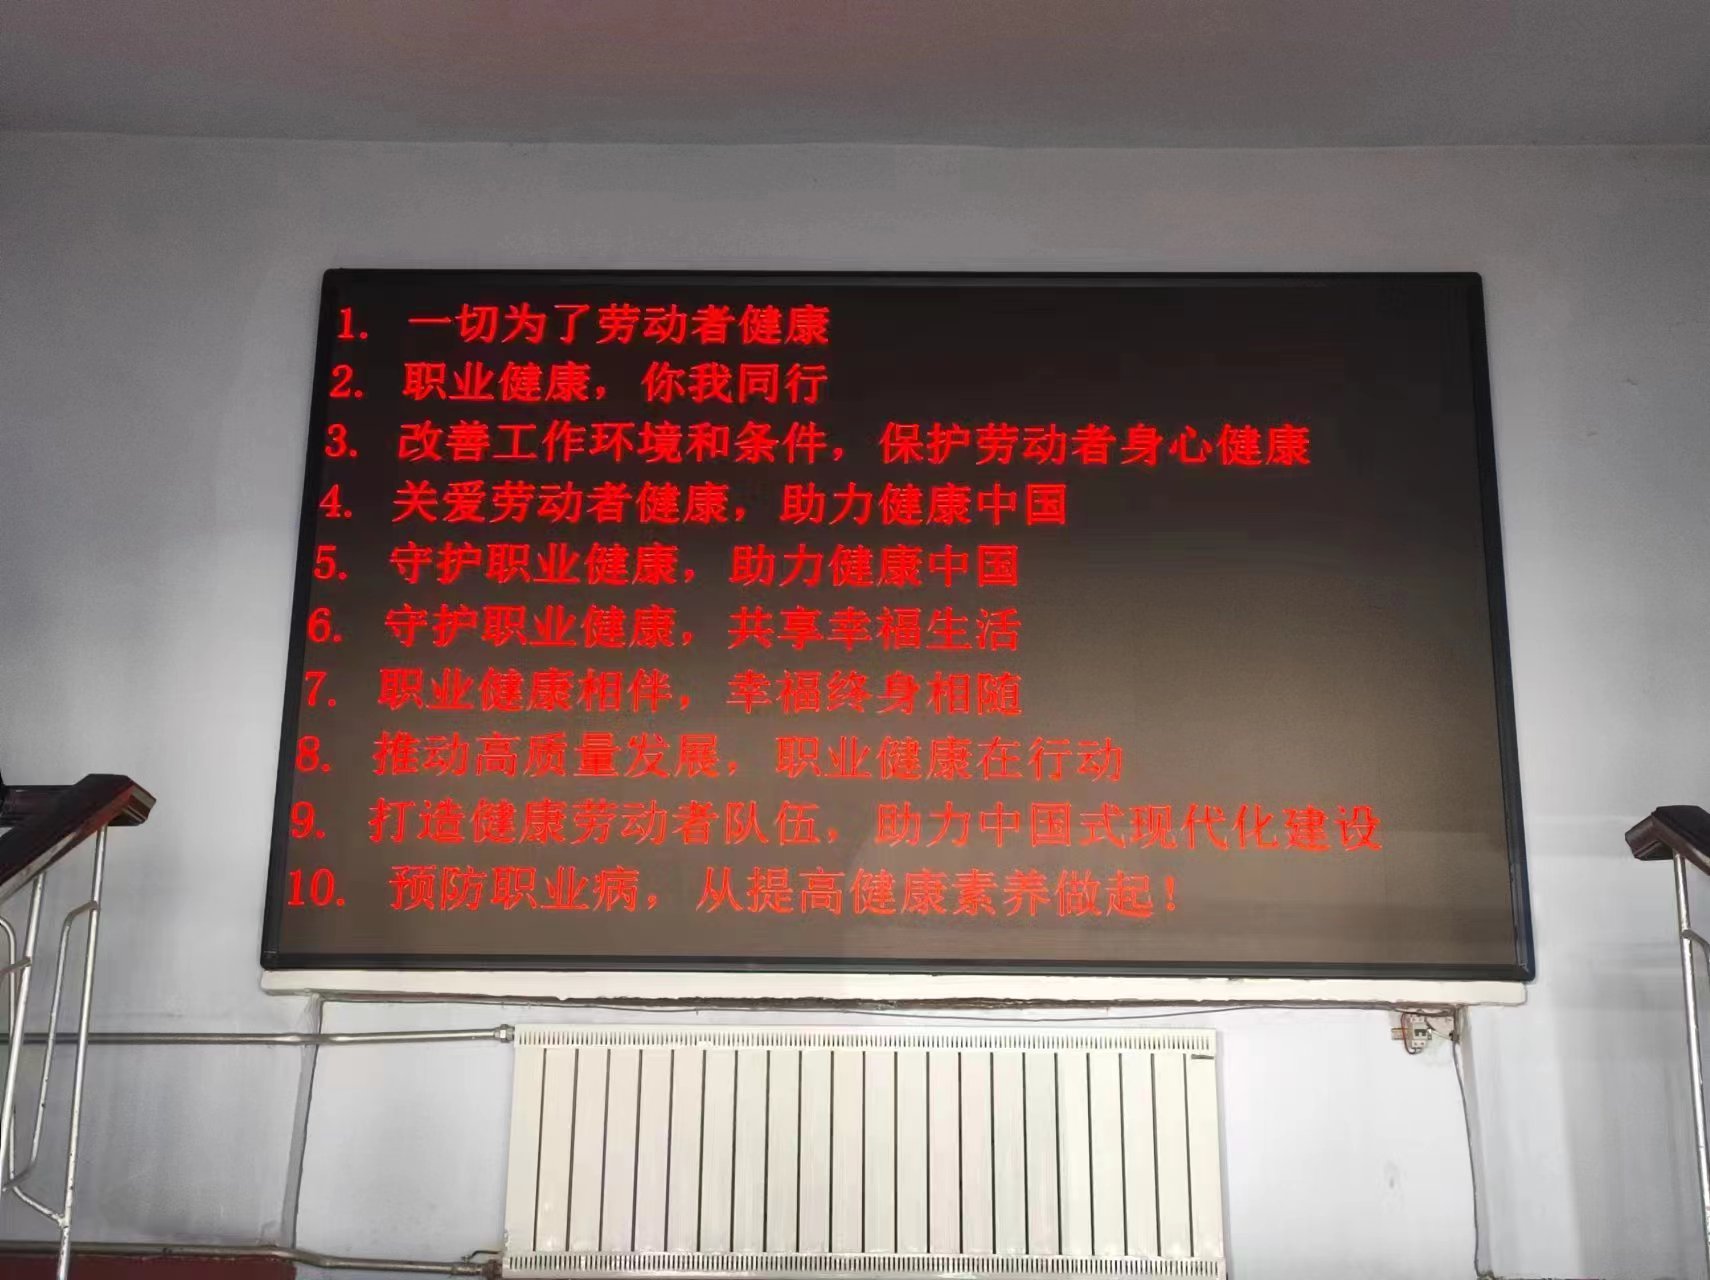 1. 一切为了劳动者健康
2. 职业健康，你我同行
3. 改善工作环境和条件，保护劳动者身心健康
4. 关爱劳动者健康，助力健康中国
5. 守护职业健康，助力健康中国
6. 守护职业健康，共享幸福生活
7. 职业健康相伴，幸福终身相随
8. 推动高质量发展，职业健康在行动
9. 打造健康劳动者队伍，助力中国式现代化建设
10. 预防职业病，从提高健康素养做起！